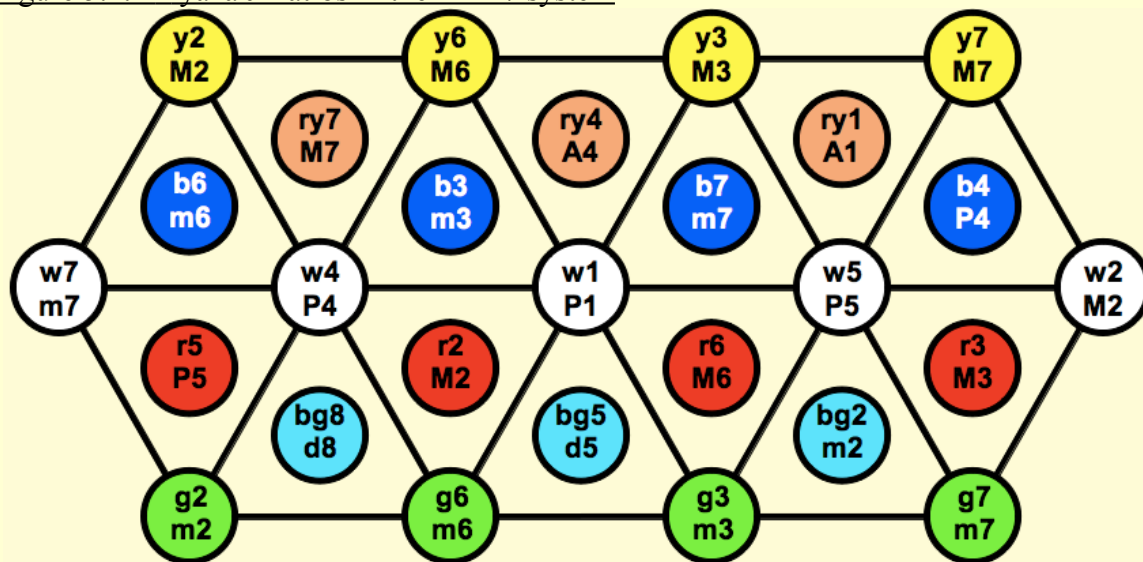 y2 y6 y3 y7
M2 M6 M3 M7
ry7 ry4 ry1
M7 A4 A1
b6 b3 b7 b4
m6 m3 m7 P4
w7 w4 w1 w5 w2
m7 P4 P1 P5 M2
r5 r2 r6 r3
P5 M2 M6 M3
bg8 bg5 bg2
d8 d5 m2
g2 g6 g3 g7
m2 m6 m3 m7